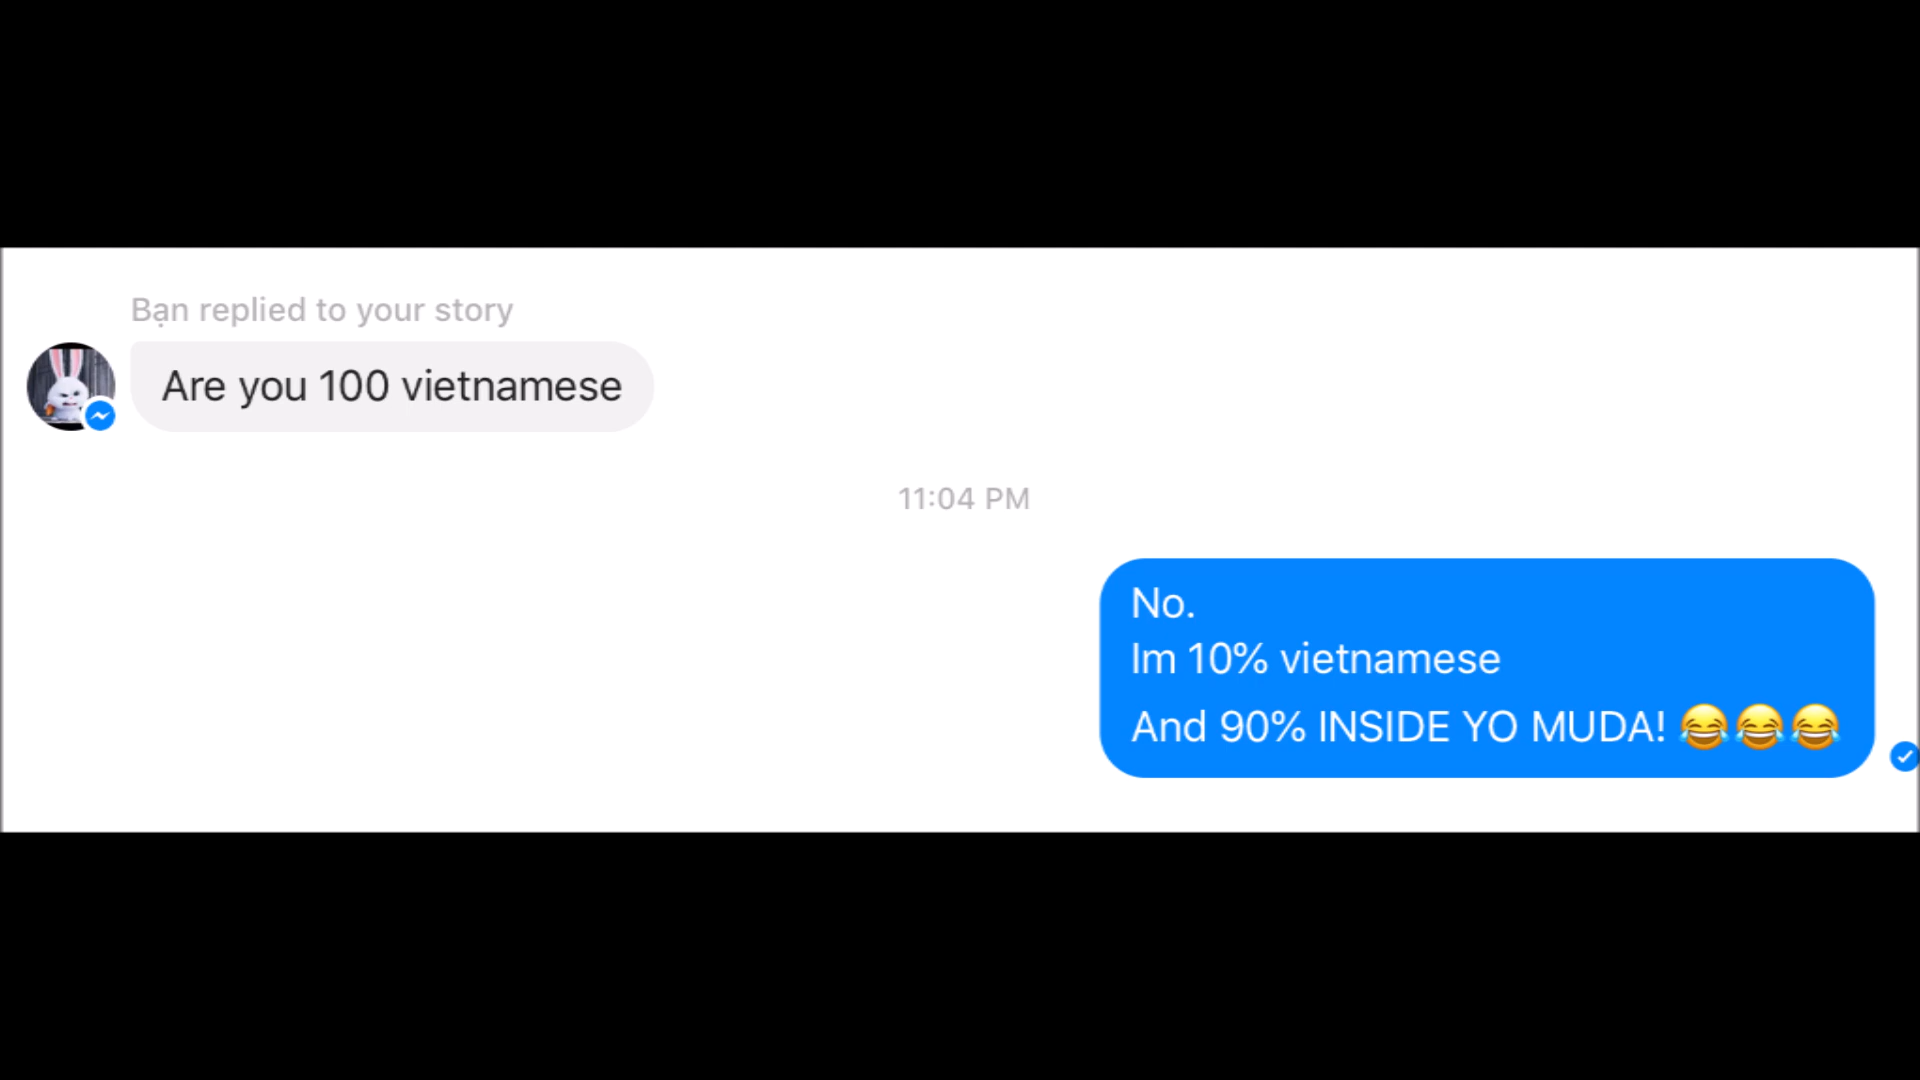 Bạn replied to your story
Are you 100 vietnamese
11:04 PM
No.
Im 10% vietnamese
And 90% INSIDE YO MUDA! 😂😂😂